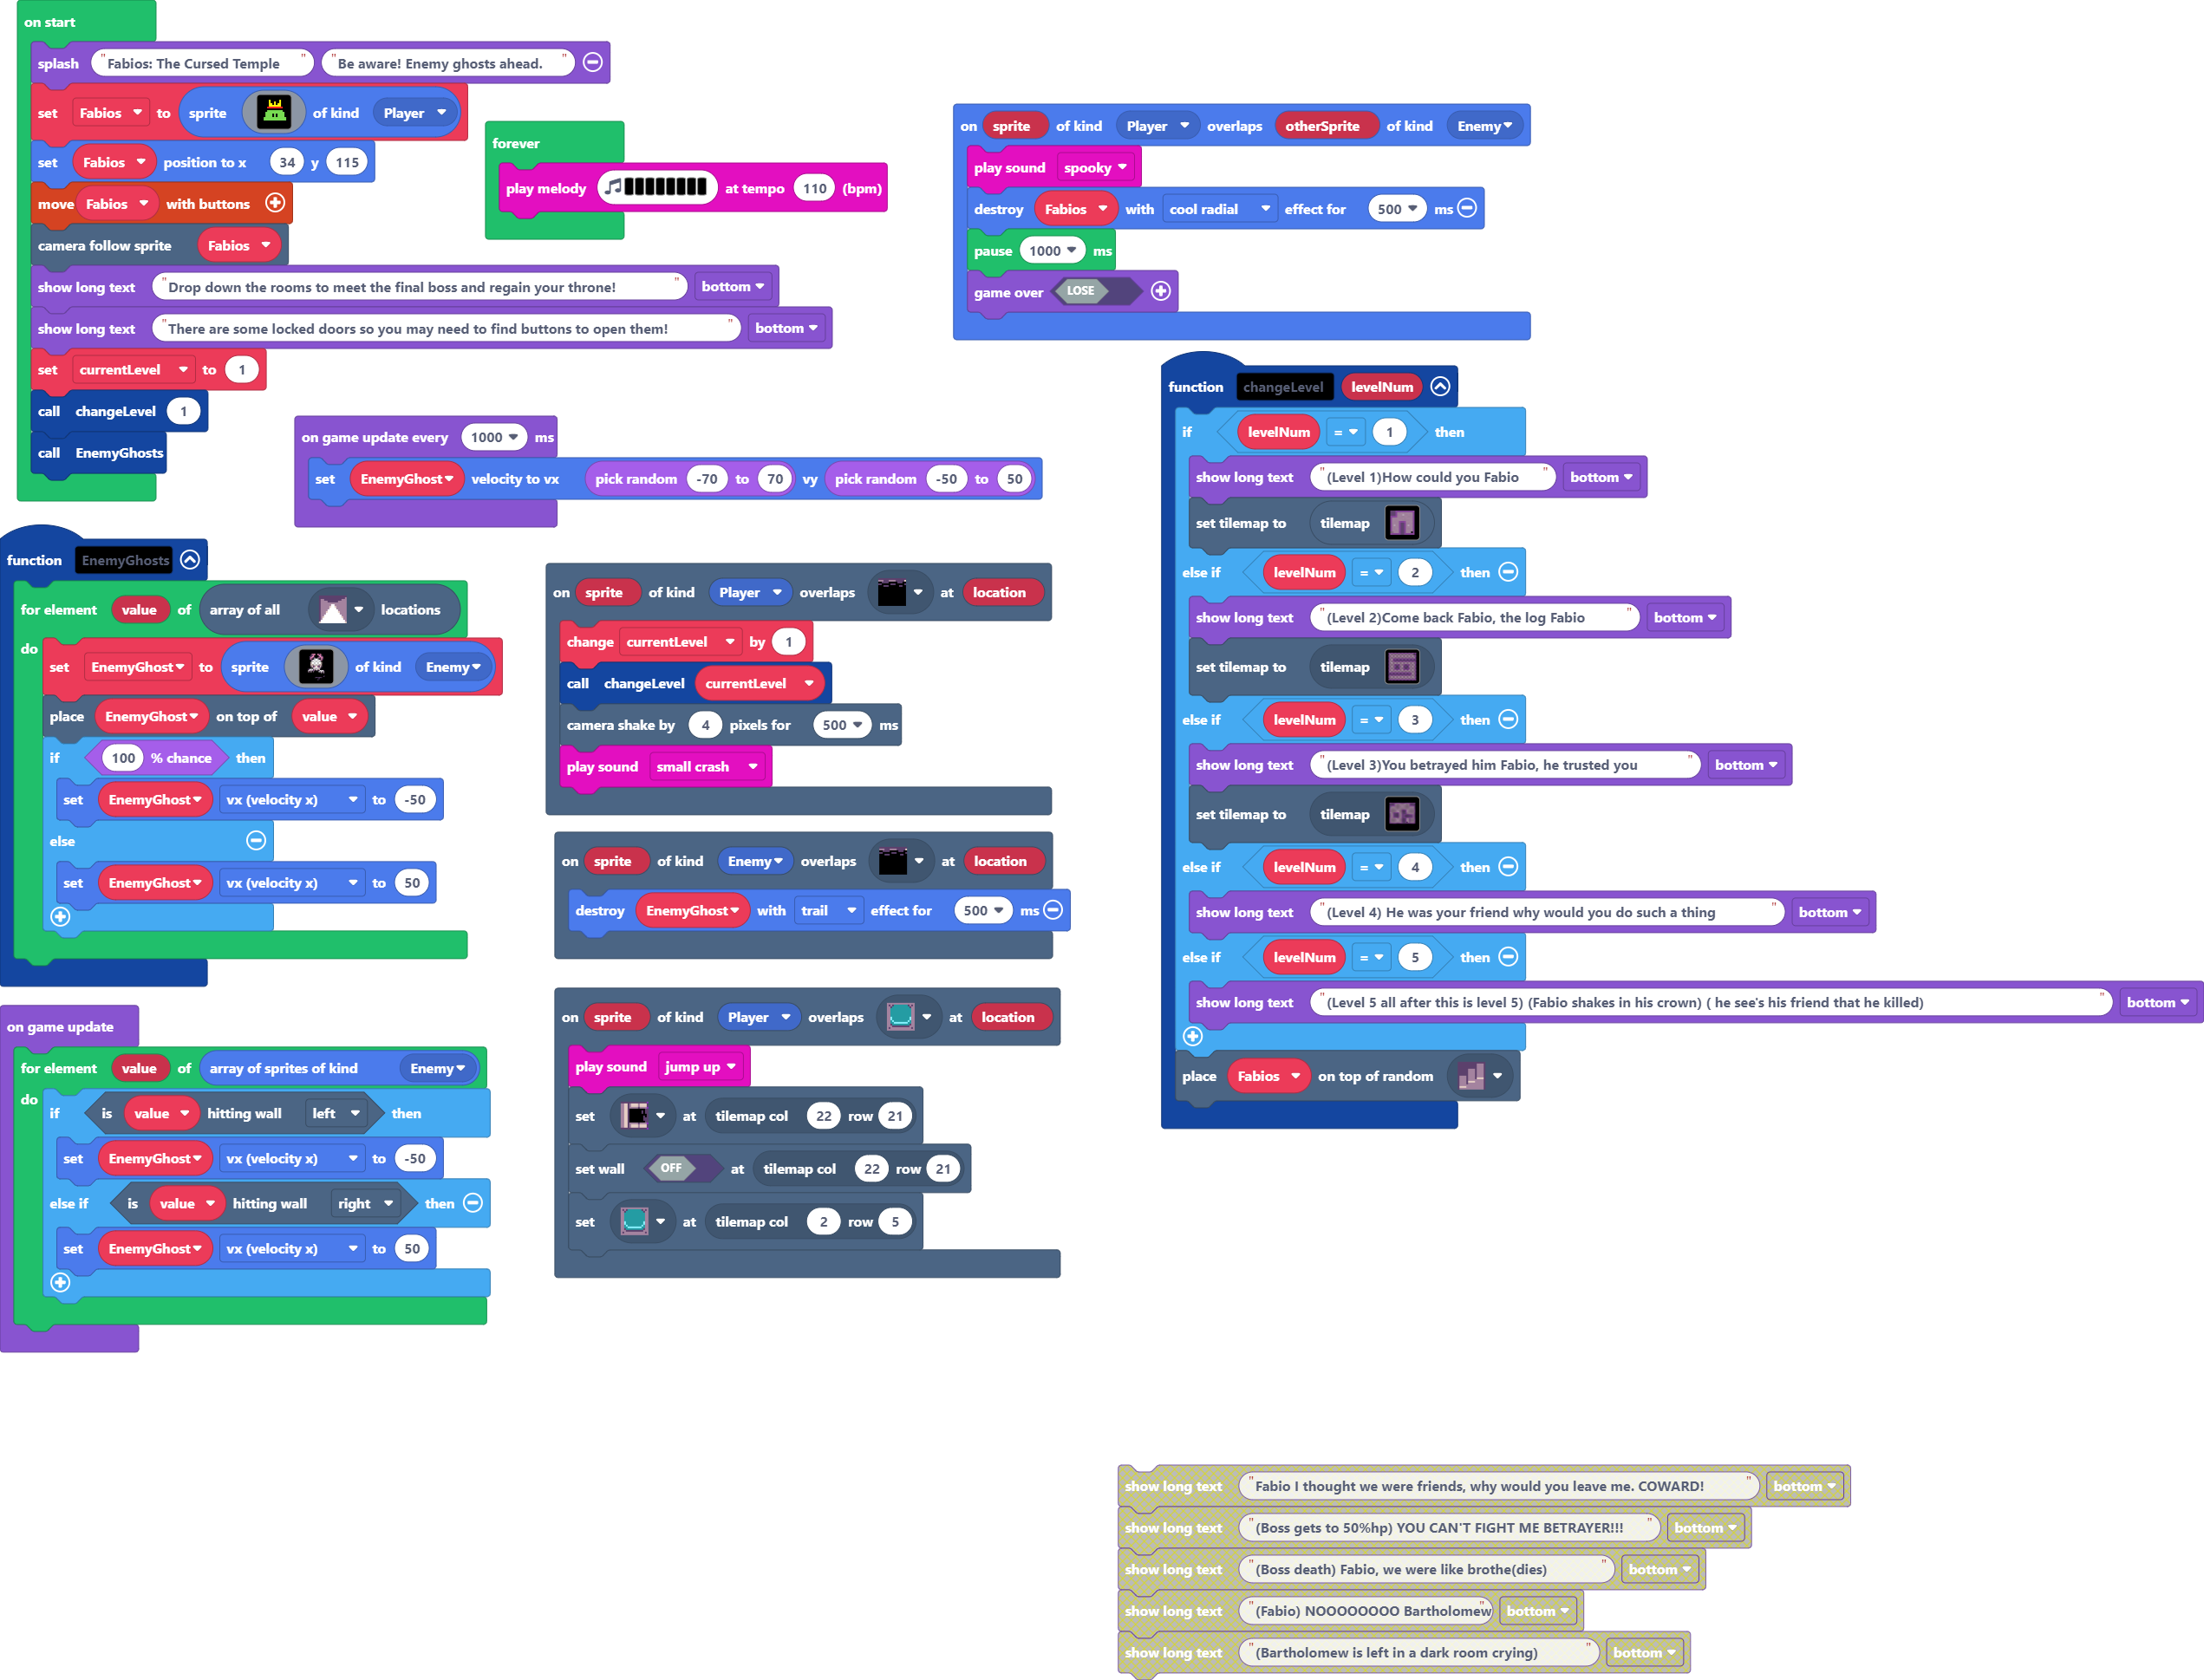 on start
splash "Fabios: The Cursed Temple" "Be aware! Enemy ghosts ahead."
set Fabios to sprite of kind Player
set Fabios position to x 34 y 115
move Fabios with buttons
camera follow sprite Fabios
show long text "Drop down the rooms to meet the final boss and regain your throne!" bottom
show long text "There are some locked doors so you may need to find buttons to open them!" bottom
set currentLevel to 1
call changeLevel 1
call EnemyGhosts
forever
play melody at tempo 110 (bpm)
on game update every 1000 ms
set EnemyGhost velocity to vx pick random -70 to 70 vy pick random -50 to 50
on sprite of kind Player overlaps otherSprite of kind Enemy
play sound spooky
destroy Fabios with cool radial effect for 500 ms
pause 1000 ms
game over LOSE
function EnemyGhosts
for element value of array of all locations
do
set EnemyGhost to sprite of kind Enemy
place EnemyGhost on top of value
if 100 % chance then
set EnemyGhost vx (velocity x) to -50
else
set EnemyGhost vx (velocity x) to 50
on game update
for element value of array of sprites of kind Enemy
do if is value hitting wall left then
set EnemyGhost vx (velocity x) to -50
else if is value hitting wall right then
set EnemyGhost vx (velocity x) to 50
on sprite of kind Player overlaps at location
change currentLevel by 1
call changeLevel currentLevel
camera shake by 4 pixels for 500 ms
play sound small crash
on sprite of kind Enemy overlaps at location
destroy EnemyGhost with trail effect for 500 ms
on sprite of kind Player overlaps at location
play sound jump up
set at tilemap col 22 row 21
set wall OFF at tilemap col 22 row 21
set at tilemap col 2 row 5
function changeLevel levelNum
if levelNum = 1 then
show long text "(Level 1)How could you Fabio" bottom
set tilemap to tilemap
else if levelNum = 2 then
show long text "(Level 2)Come back Fabio, the log Fabio" bottom
set tilemap to tilemap
else if levelNum = 3 then
show long text "(Level 3)You betrayed him Fabio, he trusted you" bottom
set tilemap to tilemap
else if levelNum = 4 then
show long text "(Level 4) He was your friend why would you do such a thing" bottom
else if levelNum = 5 then
show long text "(Level 5 all after this is level 5) (Fabio shakes in his crown) ( he see's his friend that he killed)" bottom
place Fabios on top of random
show long text "Fabio I thought we were friends, why would you leave me. COWARD!" bottom
show long text "(Boss gets to 50%hp) YOU CAN'T FIGHT ME BETRAYER!!!" bottom
show long text "(Boss death) Fabio, we were like brothe(dies)" bottom
show long text "(Fabio) NOOOOOOOO Bartholomew" bottom
show long text "(Bartholomew is left in a dark room crying)" bottom